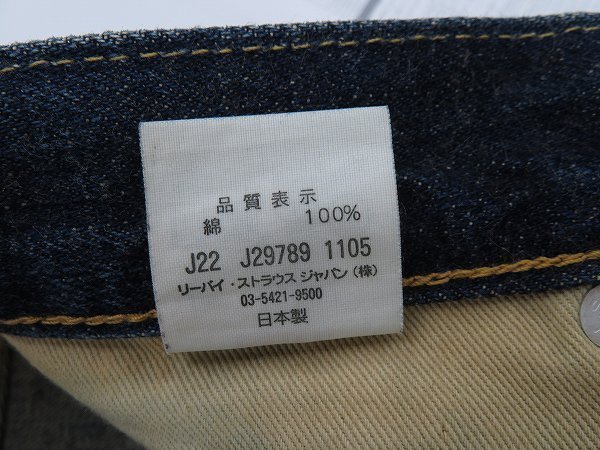 品質表示
綿 100%
J22 J29789 1105
リーバイ・ストラウス ジャパン(株)
03-5421-9500
日本製